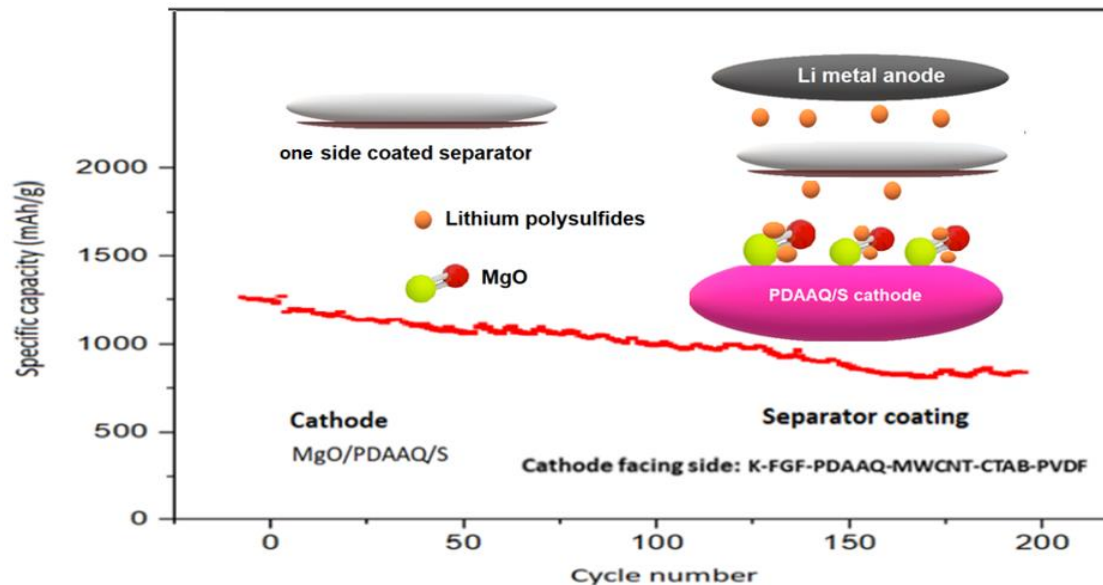 Li metal anode
one side coated separator
2000
Lithium polysulfides
1500
MgO
PDAAQ/S cathode
Specific capacity (mAh/g)
1000
Cathode
MgO/PDAAQ/S
Separator coating
500
Cathode facing side: K-FGF-PDAAQ-MWCNT-CTAB-PVDF
0
0 50 100 150 200
Cycle number